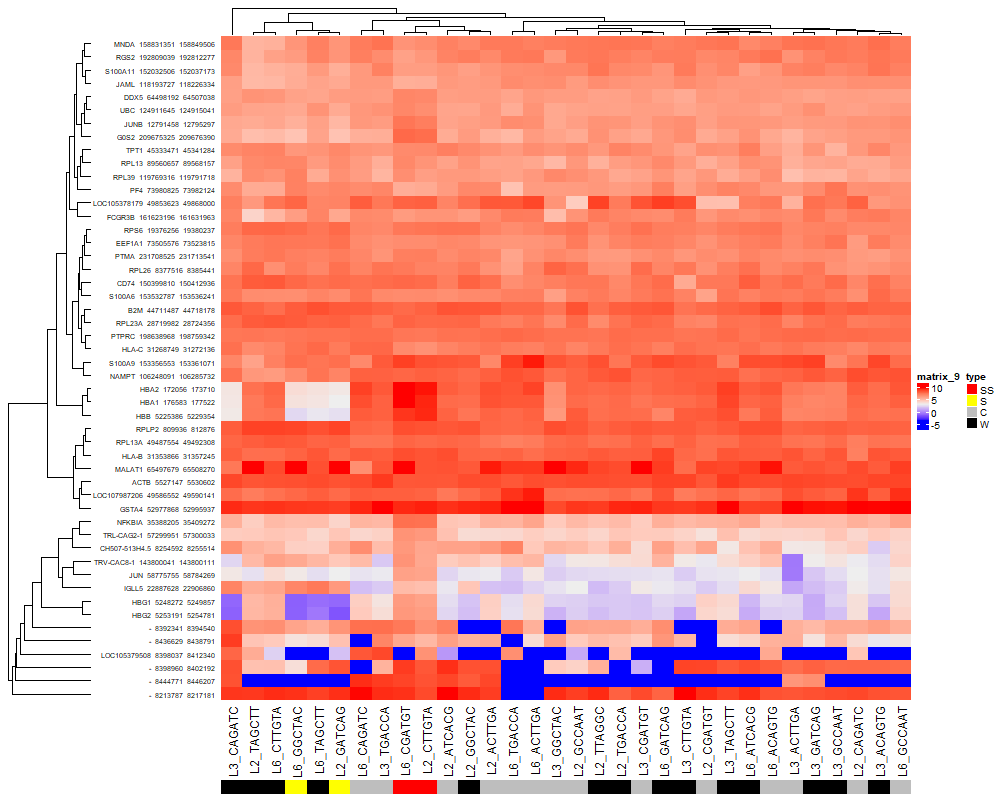 MNDA 158831351 158849506
RGS2 192809039 192812277
S100A11 152032506 152037173
JAML 118193727 118226334
DDX5 64498192 64507038
UBC 124911645 124915041
JUNB 12791458 12795297
G0S2 209675325 209676390
TPT1 45333471 45341284
RPL13 89560657 89568157
RPL39 119769316 119791718
PF4 73980825 73982124
LOC105378179 49853623 49868000
FCGR3B 161623196 161631963
RPS6 19376256 19380237
EEF1A1 73505576 73523815
PTMA 231708525 231713541
RPL26 8377516 8385441
CD74 150399810 150412936
S100A6 153532787 153536241
B2M 44711487 44718178
RPL23A 28719982 28724356
PTPRC 198638968 198759342
HLA-C 31268749 31272136
S100A9 153356553 153361071
NAMPT 106248091 106285732
HBA2 172056 173710
HBA1 176583 177522
HBB 5225386 5229354
RPLP2 809936 812876
RPL13A 49487554 49492308
HLA-B 31353866 31357245
MALAT1 65497679 65508270
ACTB 5527147 5530602
LOC107987206 49586552 49590141
GSTA4 52977868 52995937
NFKBIA 35388205 35409272
TRL-CAG2-1 57299951 57300033
CH507-513H4.5 8254592 8255514
TRV-CAC8-1 143800041 143800111
JUN 58775755 58784269
IGLL5 22887628 22906860
HBG1 5248272 5249857
HBG2 5253191 5254781
- 8392341 8394540
- 8436629 8438791
LOC105379508 8398037 8412340
- 8398960 8402192
- 8444771 8446207
- 8213787 8217181
matrix_9 type
10 SS
5 S
0 C
-5 W
L3_CAGATC
L2_TAGCTT
L6_CTTGTA
L6_GGCTAC
L6_TAGCTT
L2_GATCAG
L6_CAGATC
L3_TGACCA
L6_CGATGT
L2_CTTGTA
L2_ATCACG
L2_GGCTAC
L2_ACTTGA
L6_TGACCA
L6_ACTTGA
L3_GGCTAC
L2_GCCAAT
L2_TTAGGC
L2_TGACCA
L3_CGATGT
L6_GATCAG
L3_CTTGTA
L2_CGATGT
L3_TAGCTT
L6_ATCACG
L6_ACAGTG
L3_ACTTGA
L3_GATCAG
L3_GCCAAT
L2_CAGATC
L3_ACAGTG
L6_GCCAAT